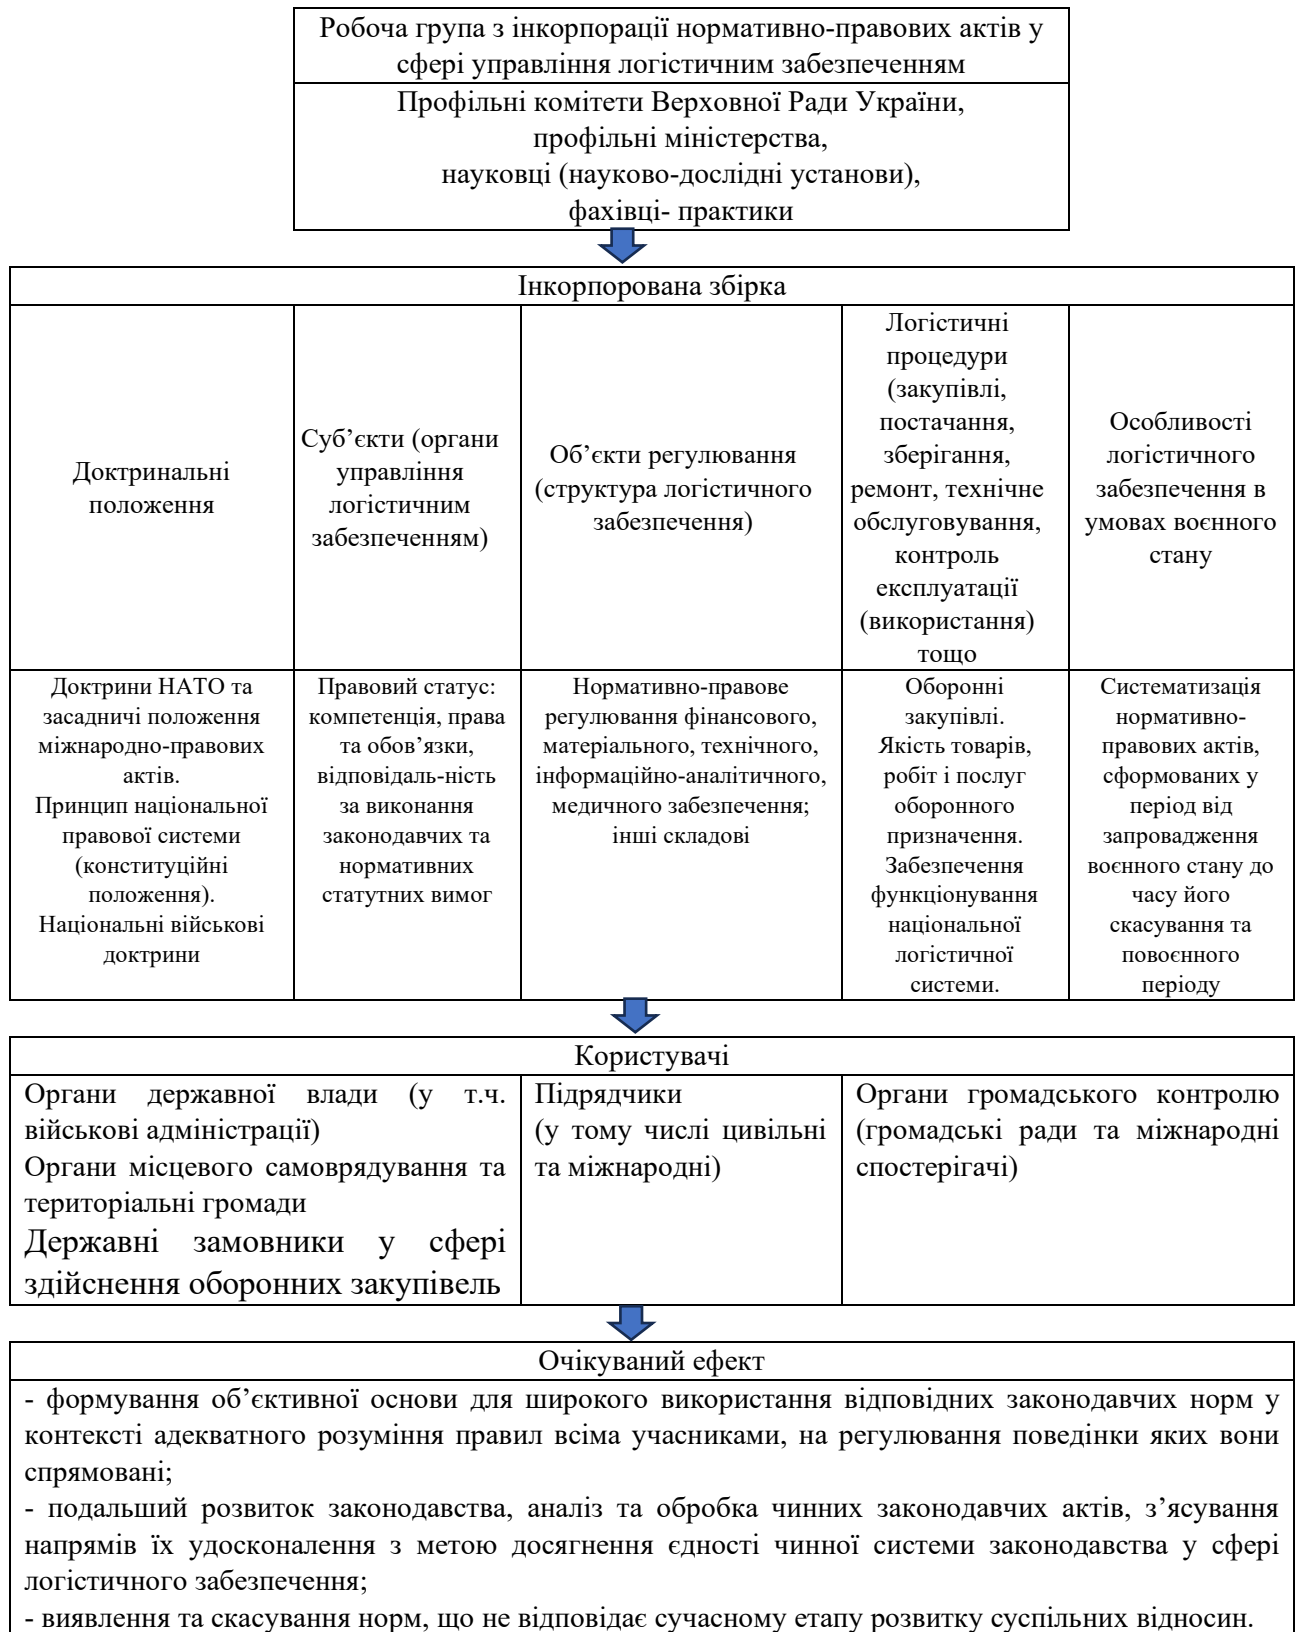 Робоча група з інкорпорації нормативно-правових актів у
сфері управління логістичним забезпеченням
Профільні комітети Верховної Ради України,
профільні міністерства,
науковці (науково-дослідні установи),
фахівці- практики
Інкорпорована збірка
Доктринальні
положення
Суб’єкти (органи
управління
логістичним
забезпеченням)
Об’єкти регулювання
(структура логістичного
забезпечення)
Логістичні
процедури
(закупівлі,
постачання,
зберігання,
ремонт, технічне
обслуговування,
контроль
експлуатації
(використання)
тощо
Особливості
логістичного
забезпечення в
умовах воєнного
стану
Доктрини НАТО та
засадничі положення
міжнародно-правових
актів.
Принцип національної
правової системи
(конституційні
положення).
Національні військові
доктрини
Правовий статус:
компетенція, права
та обов’язки,
відповідаль-ність
за виконання
законодавчих та
нормативних
статутних вимог
Нормативно-правове
регулювання фінансового,
матеріального, технічного,
інформаційно-аналітичного,
медичного забезпечення;
інші складові
Оборонні
закупівлі.
Якість товарів,
робіт і послуг
оборонного
призначення.
Забезпечення
функціонування
національної
логістичної
системи.
Систематизація
нормативно-
правових актів,
сформованих у
період від
запровадження
воєнного стану до
часу його
скасування та
повоєнного
періоду
Користувачі
Органи державної влади (у т.ч.
військові адміністрації)
Органи місцевого самоврядування та
територіальні громади
Державні замовники у сфері
здійснення оборонних закупівель
Підрядчики
(у тому числі цивільні
та міжнародні)
Органи громадського контролю
(громадські ради та міжнародні
спостерігачі)
Очікуваний ефект
- формування об’єктивної основи для широкого використання відповідних законодавчих норм у
контексті адекватного розуміння правил всіма учасниками, на регулювання поведінки яких вони
спрямовані;
- подальший розвиток законодавства, аналіз та обробка чинних законодавчих актів, з’ясування
напрямів їх удосконалення з метою досягнення єдності чинної системи законодавства у сфері
логістичного забезпечення;
- виявлення та скасування норм, що не відповідає сучасному етапу розвитку суспільних відносин.